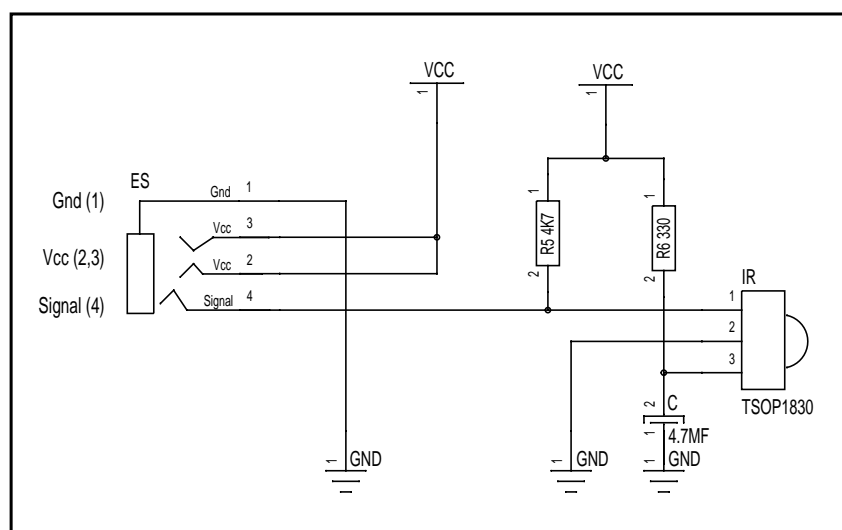 VCC
1
VCC
1
ES
Gnd (1)
Gnd
1
Vcc
3
Vcc (2,3)
Vcc
2
Signal (4)
Signal
4
1
R5 4K7
2
1
R6 330
2
IR
1
2
3
TSOP1830
2
C
1
4.7MF
1
GND
1
GND
1
GND